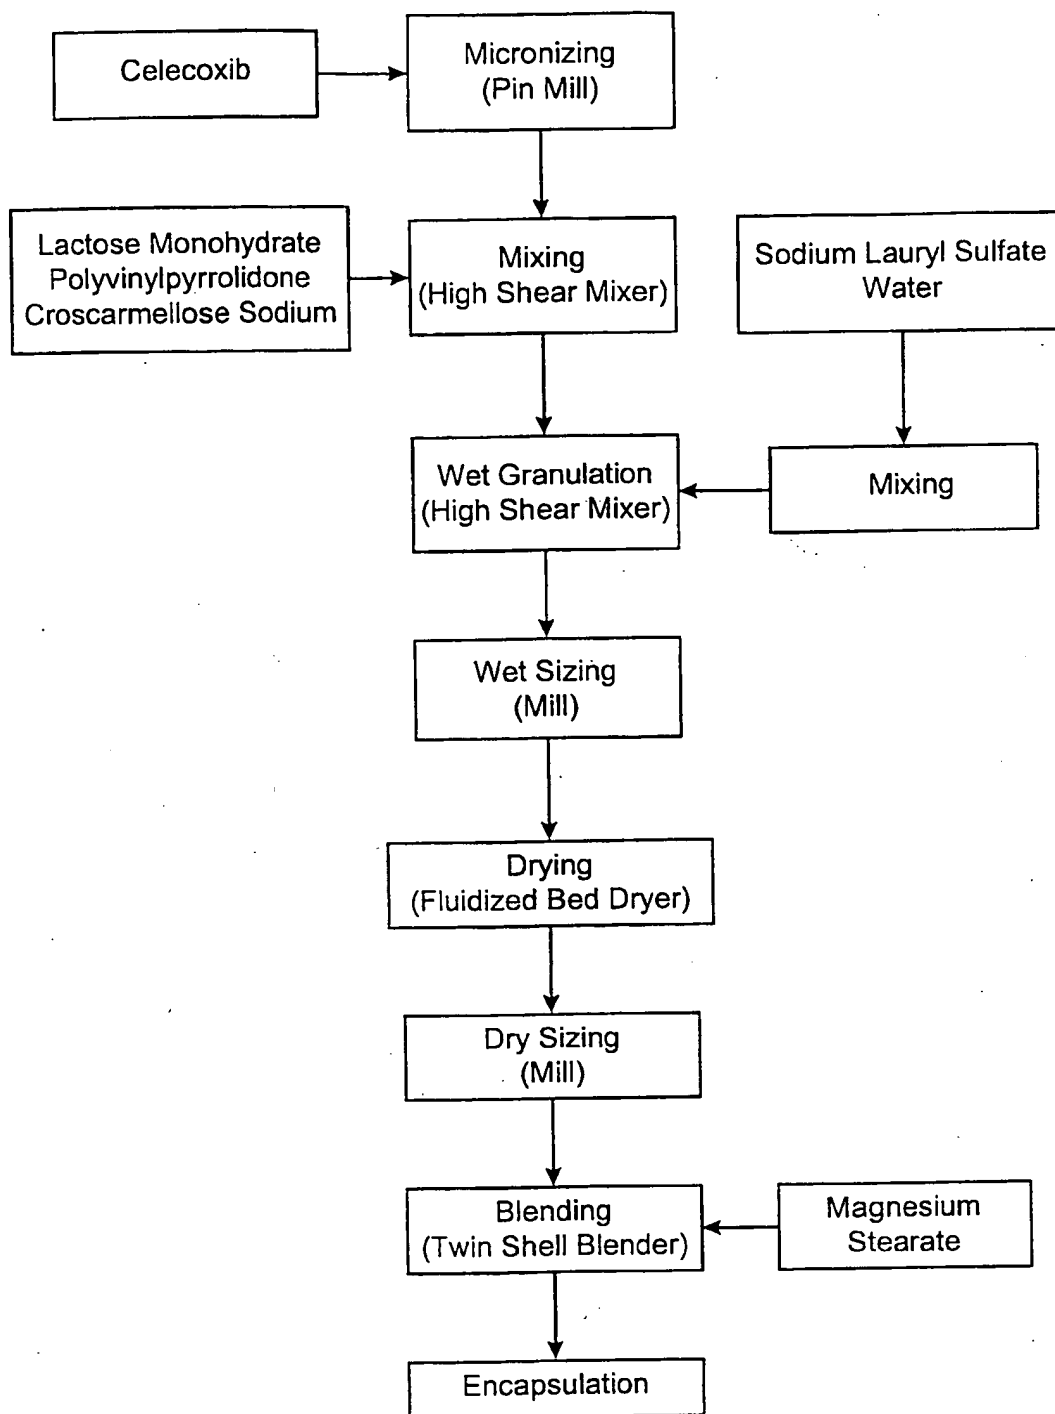 Celecoxib
Micronizing
(Pin Mill)
Lactose Monohydrate
Polyvinylpyrrolidone
Croscarmellose Sodium
Mixing
(High Shear Mixer)
Sodium Lauryl Sulfate
Water
Wet Granulation
(High Shear Mixer)
Mixing
Wet Sizing
(Mill)
Drying
(Fluidized Bed Dryer)
Dry Sizing
(Mill)
Blending
(Twin Shell Blender)
Magnesium
Stearate
Encapsulation